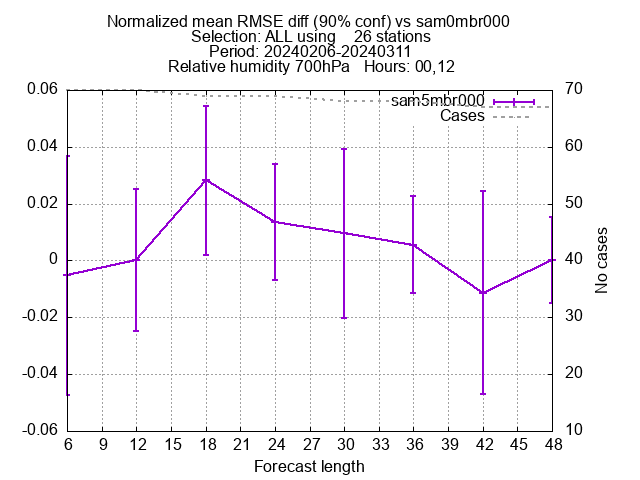 Normalized mean RMSE diff (90% conf) vs sam0mbr000
Selection: ALL using    26 stations
Period: 20240206-20240311
Relative humidity 700hPa   Hours: 00,12
0.06
0.04
0.02
0
-0.02
-0.04
-0.06
70
60
50
40
30
20
10
sam5mbr000
Cases
No cases
6 9 12 15 18 21 24 27 30 33 36 39 42 45 48
Forecast length